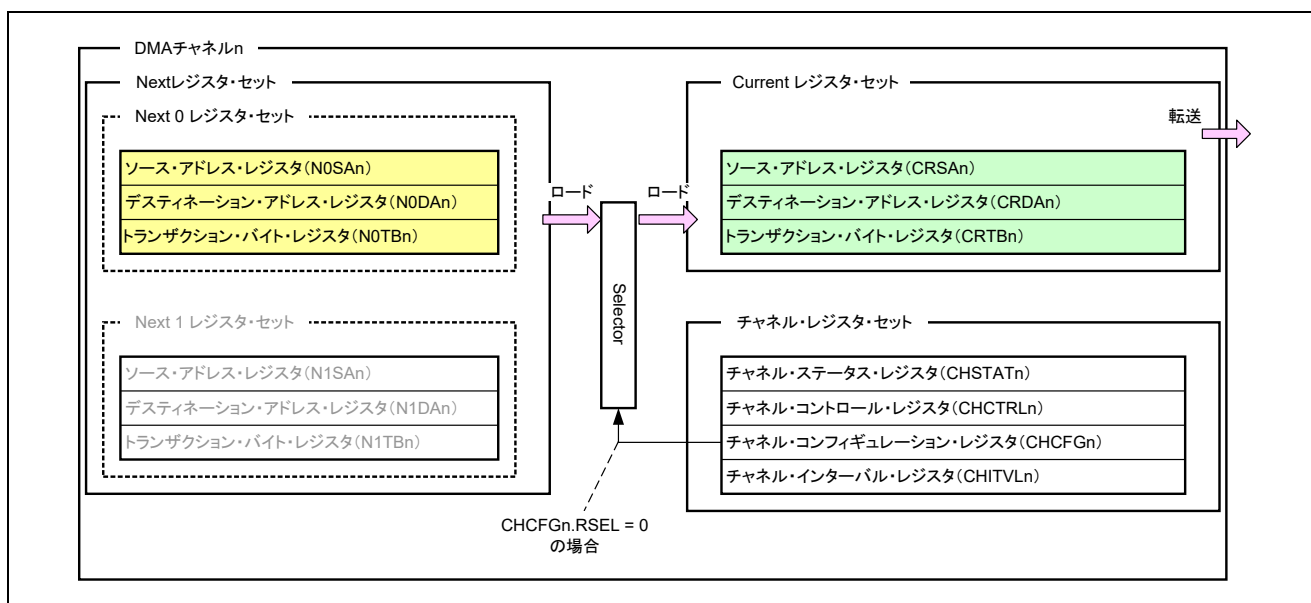 DMAチャネルn
Nextレジスタ・セット
Next 0 レジスタ・セット
ソース・アドレス・レジスタ(N0SAn)
デスティネーション・アドレス・レジスタ(N0DAn)
トランザクション・バイト・レジスタ(N0TBn)
Next 1 レジスタ・セット
ソース・アドレス・レジスタ(N1SAn)
デスティネーション・アドレス・レジスタ(N1DAn)
トランザクション・バイト・レジスタ(N1TBn)
ロード
Selector
ロード
CHCFGn.RSEL = 0
の場合
Current レジスタ・セット
転送
ソース・アドレス・レジスタ(CRSAn)
デスティネーション・アドレス・レジスタ(CRDAn)
トランザクション・バイト・レジスタ(CRTBn)
チャネル・レジスタ・セット
チャネル・ステータス・レジスタ(CHSTATn)
チャネル・コントロール・レジスタ(CHCTRLn)
チャネル・コンフィギュレーション・レジスタ(CHCFGn)
チャネル・インターバル・レジスタ(CHITVLn)